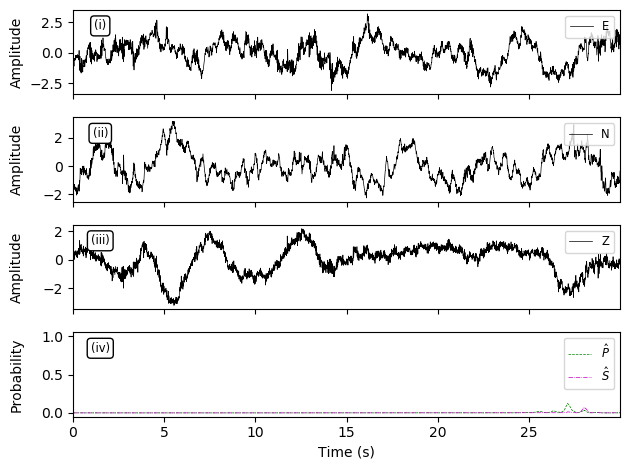 (i)
E
2.5
0.0
−2.5
Amplitude
(ii)
N
2
0
−2
Amplitude
(iii)
Z
2
0
−2
Amplitude
(iv)
P̂
Ŝ
1.0
0.5
0.0
Probability
0 5 10 15 20 25
Time (s)